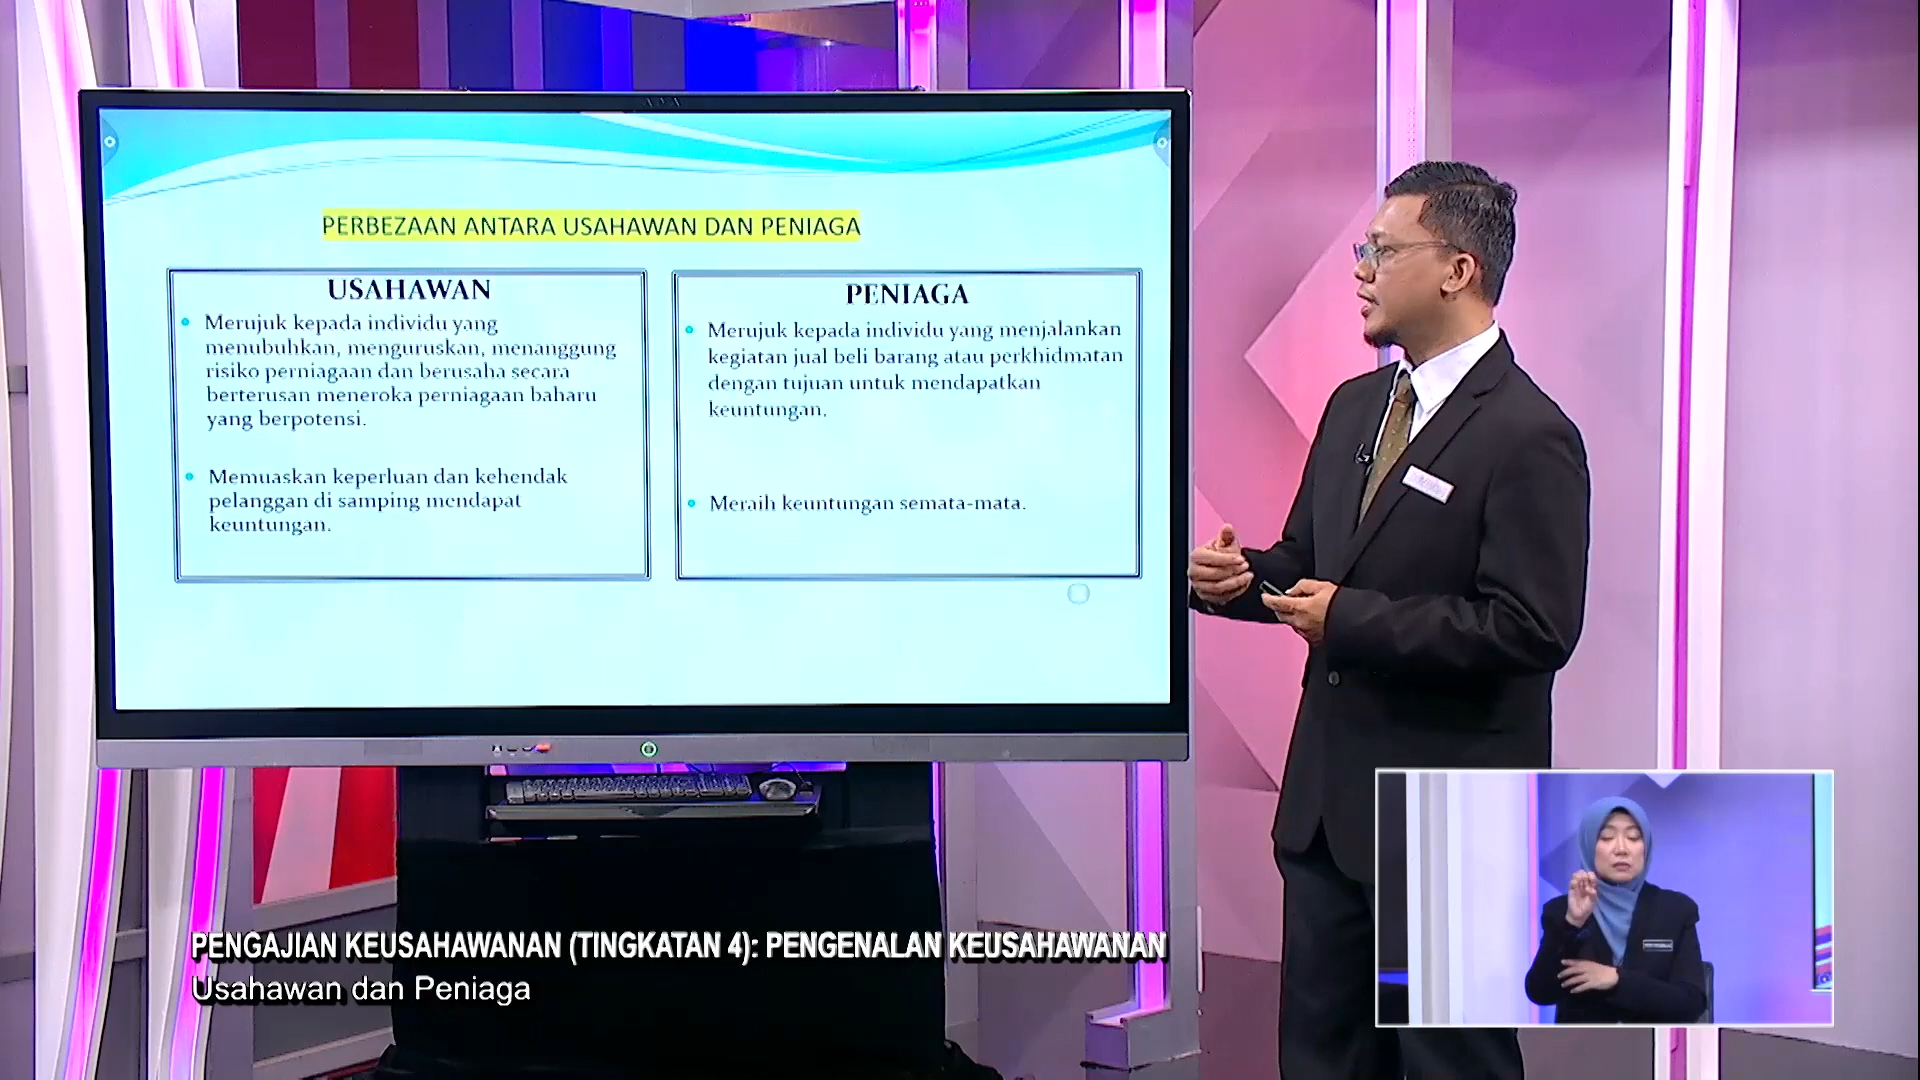 PERBEZAAN ANTARA USAHAWAN DAN PENIAGA
USAHAWAN
Merujuk kepada individu yang
menubuhkan, menguruskan, menanggung
risiko perniagaan dan berusaha secara
berterusan meneroka perniagaan baharu
yang berpotensi.
Memuaskan keperluan dan kehendak
pelanggan di samping mendapat
keuntungan.
PENIAGA
Merujuk kepada individu yang menjalankan
kegiatan jual beli barang atau perkhidmatan
dengan tujuan untuk mendapatkan
keuntungan.
Meraih keuntungan semata-mata.
PENGAJIAN KEUSAHAWANAN (TINGKATAN 4): PENGENALAN KEUSAHAWANAN
Usahawan dan Peniaga